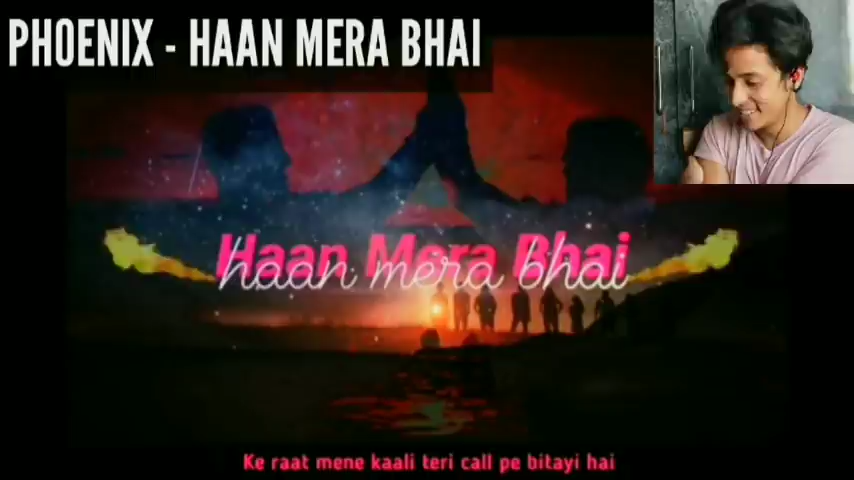 PHOENIX - HAAN MERA BHAI
Haan Mera Bhai
haan mera bhai
Ke raat mene kaali teri call pe bitayi hai